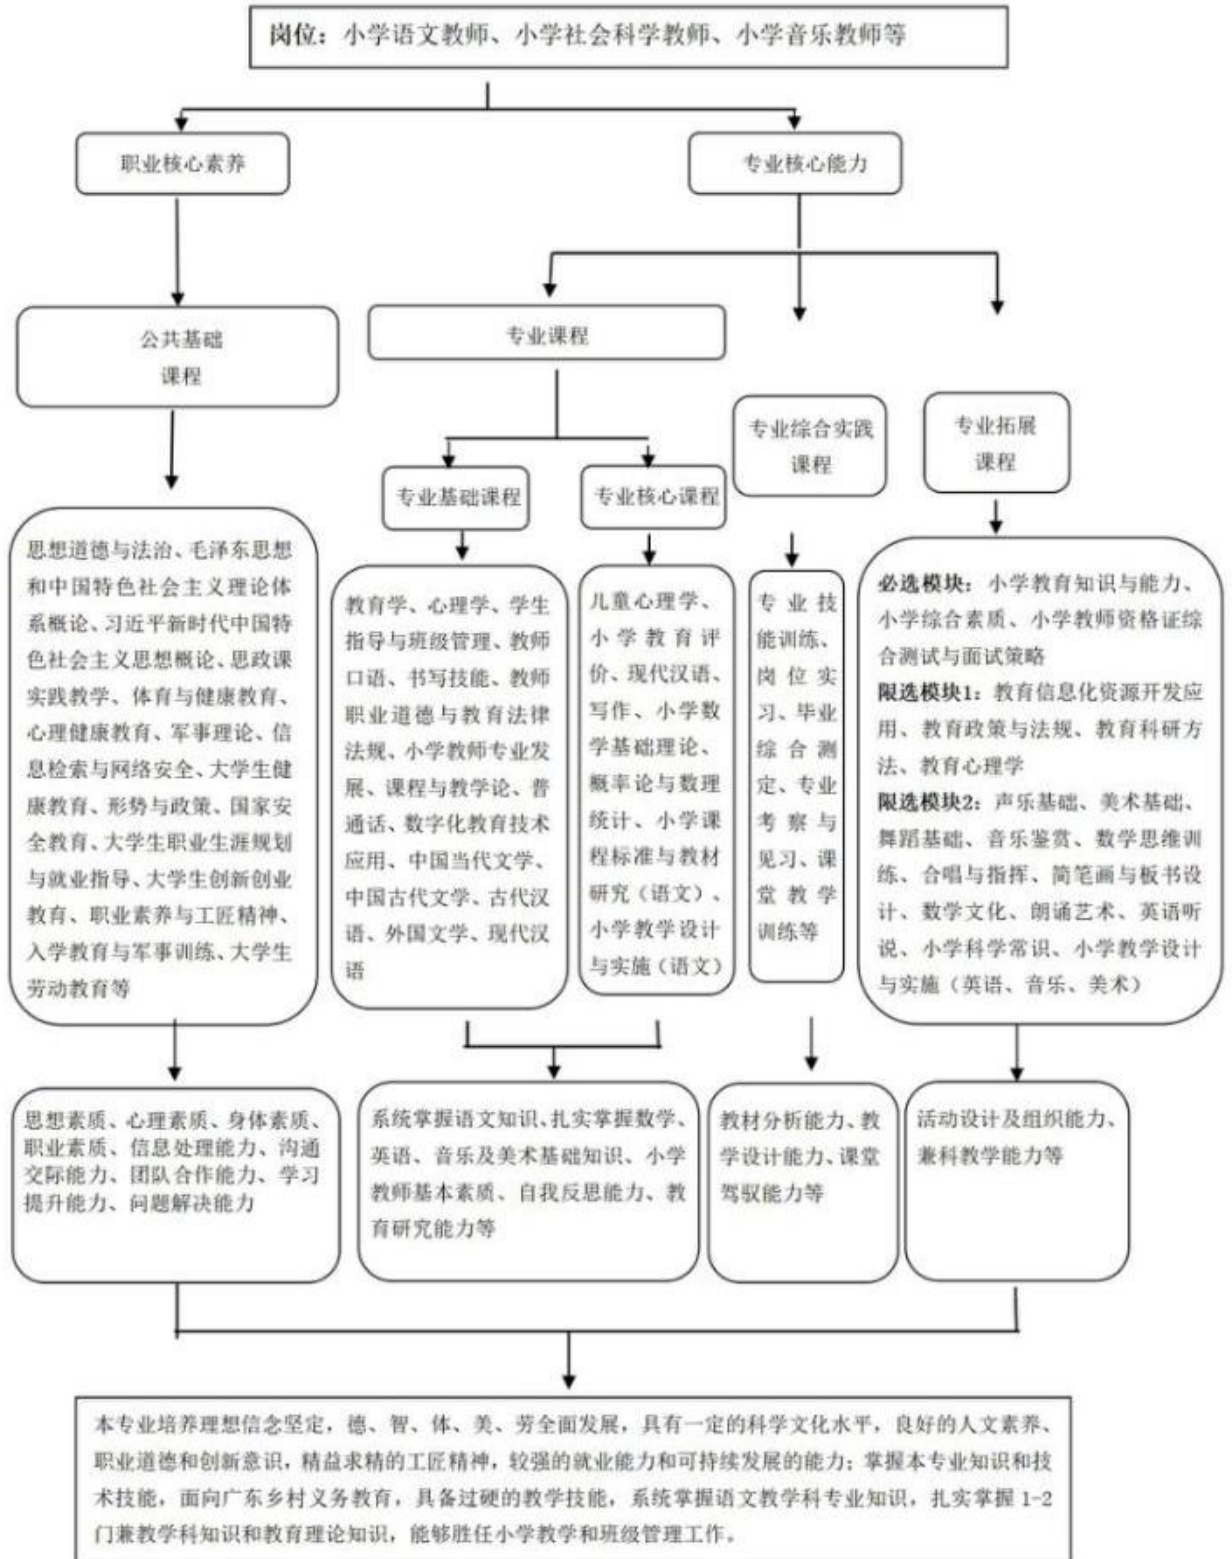 岗位：小学语文教师、小学社会科学教师、小学音乐教师等
职业核心素养
专业核心能力
公共基础
课程
专业课程
专业综合实践
课程
专业拓展
课程
专业基础课程
专业核心课程
思想道德与法治、毛泽东思想
和中国特色社会主义理论体
系概论、习近平新时代中国特
色社会主义思想概论、思政课
实践教学、体育与健康教育、
心理健康教育、军事理论、信
息检索与网络安全、大学生健
康教育、形势与政策、国家安
全教育、大学生职业生涯规划
与就业指导、大学生创新创业
教育、职业素养与工匠精神、
入学教育与军事训练、大学生
劳动教育等
教育学、心理学、学生
指导与班级管理、教师
口语、书写技能、教师
职业道德与教育法律
法规、小学教师专业发
展、课程与教学论、普
通话、数字化教育技术
应用、中国当代文学、
中国古代文学、古代汉
语、外国文学、现代汉
语
儿童心理学、
小学教育评
价、现代汉语、
写作、小学数
学基础理论、
概率论与数理
统计、小学课
程标准与教材
研究（语文）、
小学教学设计
与实施（语文）
专业技
能训练、
岗位实
习、毕业
综合测
定、专业
考察与
见习、课
堂教学
训练等
必选模块：小学教育知识与能力、
小学综合素质、小学教师资格证综
合测试与面试策略
限选模块1：教育信息化资源开发应
用、教育政策与法规、教育科研方
法、教育心理学
限选模块2：声乐基础、美术基础、
舞蹈基础、音乐鉴赏、数学思维训
练、合唱与指挥、简笔画与板书设
计、数学文化、朗诵艺术、英语听
说、小学科学常识、小学教学设计
与实施（英语、音乐、美术）
思想素质、心理素质、身体素质、
职业素质、信息处理能力、沟通
交际能力、团队合作能力、学习
提升能力、问题解决能力
系统掌握语文知识、扎实掌握数学、
英语、音乐及美术基础知识、小学
教师基本素质、自我反思能力、教
育研究能力等
教材分析能力、教
学设计能力、课堂
驾驭能力等
活动设计及组织能力、
兼科教学能力等
本专业培养理想信念坚定，德、智、体、美、劳全面发展，具有一定的科学文化水平，良好的人文素养、
职业道德和创新意识，精益求精的工匠精神，较强的就业能力和可持续发展的能力；掌握本专业知识和技
术技能，面向广东乡村义务教育，具备过硬的教学技能，系统掌握语文教学科专业知识，扎实掌握 1-2
门兼教学科知识和教育理论知识，能够胜任小学教学和班级管理工作。